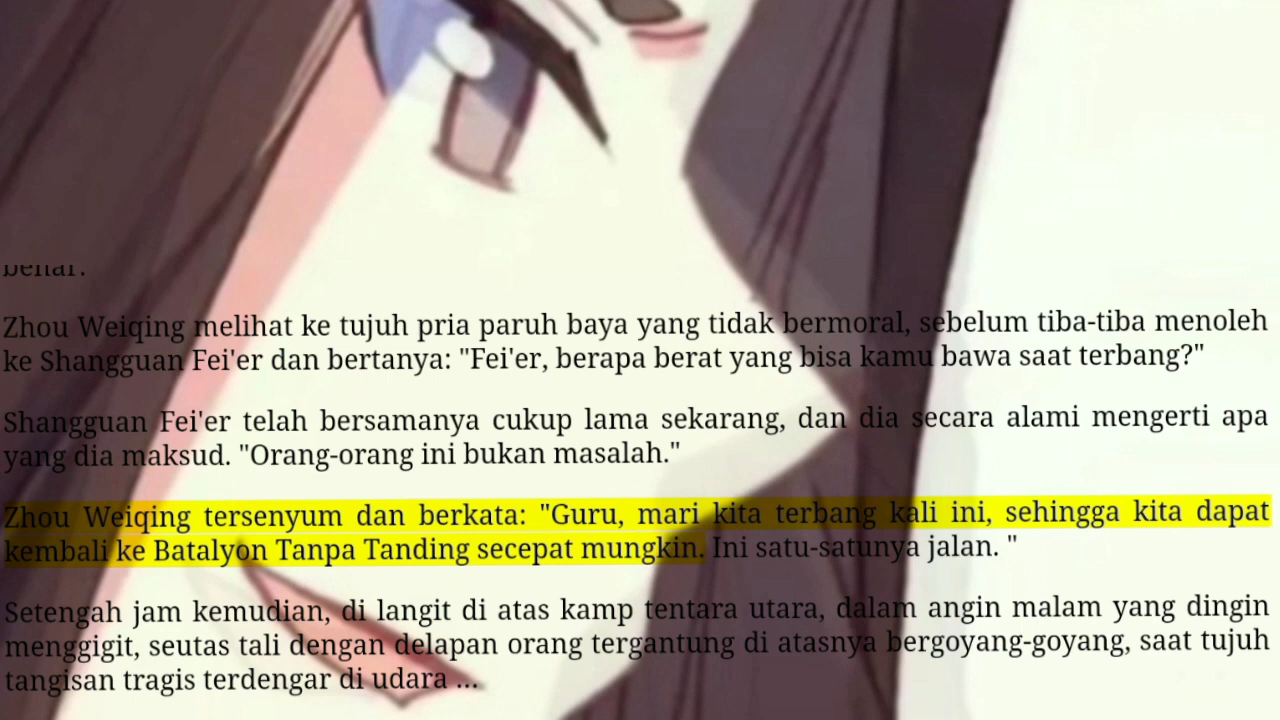 benar.
Zhou Weiqing melihat ke tujuh pria paruh baya yang tidak bermoral, sebelum tiba-tiba menoleh
ke Shangguan Fei'er dan bertanya: "Fei'er, berapa berat yang bisa kamu bawa saat terbang?"
Shangguan Fei'er telah bersamanya cukup lama sekarang, dan dia secara alami mengerti apa
yang dia maksud. "Orang-orang ini bukan masalah."
Zhou Weiqing tersenyum dan berkata: "Guru, mari kita terbang kali ini, sehingga kita dapat
kembali ke Batalyon Tanpa Tanding secepat mungkin. Ini satu-satunya jalan. "
Setengah jam kemudian, di langit di atas kamp tentara utara, dalam angin malam yang dingin
menggigit, seutas tali dengan delapan orang tergantung di atasnya bergoyang-goyang, saat tujuh
tangisan tragis terdengar di udara ...